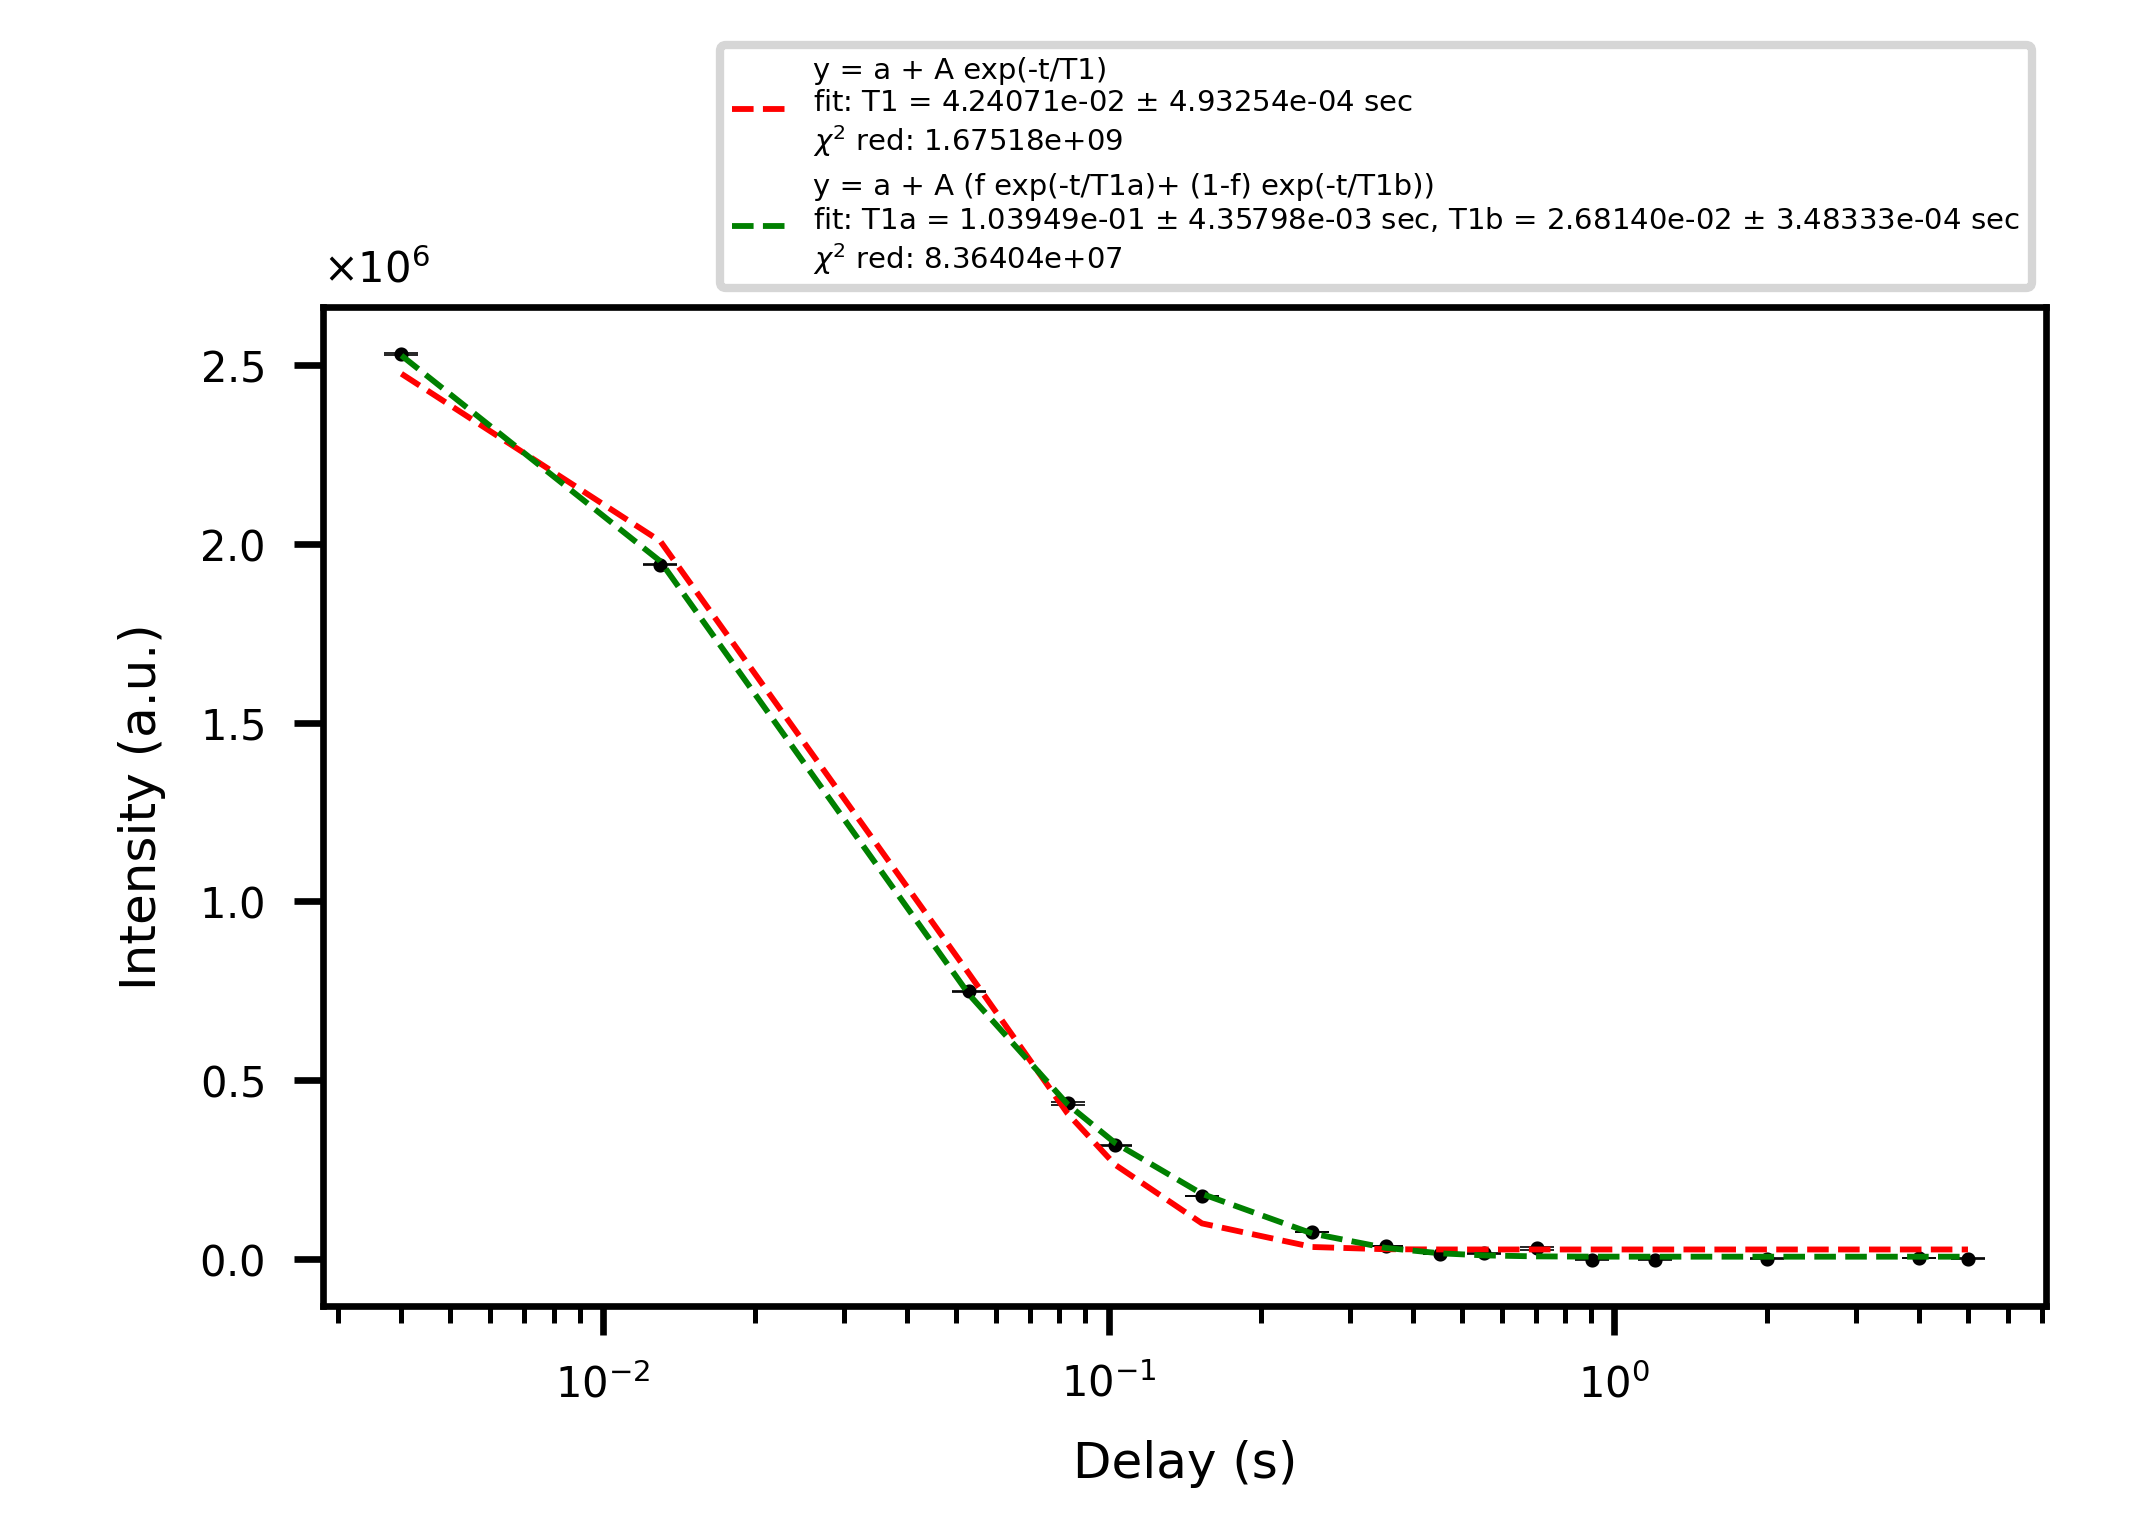 y = a + A exp(-t/T1)
fit: T1 = 4.24071e-02 ± 4.93254e-04 sec
χ² red: 1.67518e+09
y = a + A (f exp(-t/T1a)+ (1-f) exp(-t/T1b))
fit: T1a = 1.03949e-01 ± 4.35798e-03 sec, T1b = 2.68140e-02 ± 3.48333e-04 sec
χ² red: 8.36404e+07
×10⁶
2.5
2.0
1.5
1.0
0.5
0.0
Intensity (a.u.)
10⁻² 10⁻¹ 10⁰
Delay (s)